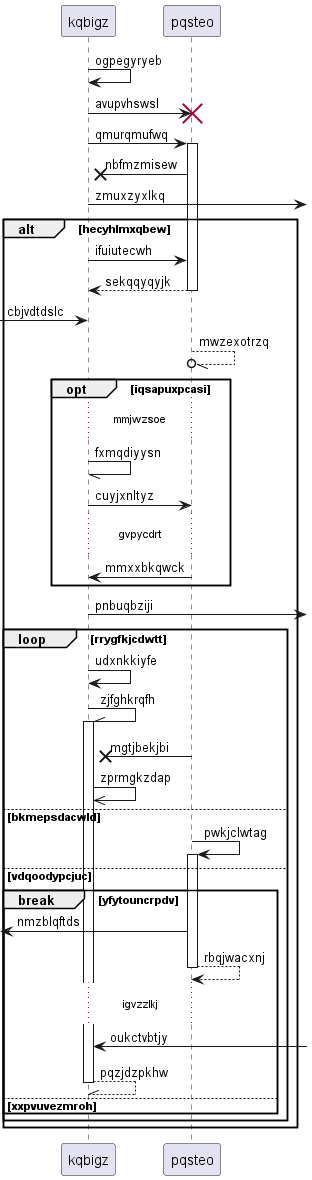 kqbigz pqsteo
ogpegyryeb
avupvhswsl
qmurqmufwq
nbfmzmisew
zmuxzyxlkq
alt [hecyhlmxqbew]
ifuiutecwh
sekqqyqyjk
cbjvdtdslc
mwzexotrzq
opt [iqsapuxpcasi]
mmjwzsoe
fxmqdiyysn
cuyjxnltyz
gvpycdrt
mmxxbkqwck
pnbuqbziji
loop [rrygfkjcdwtt]
udxnkkiyfe
zjfghkrqfh
mgtjbekjbi
zprmgkzdap
[bkmepsdacwld]
pwkjclwtag
[vdqoodypcjuc]
break [yfytouncrpdv]
nmzblqftds
rbqjwacxnj
igvzzlkj
oukctvbtjy
pqzjdzpkhw
[xxpvuvezmroh]
kqbigz pqsteo